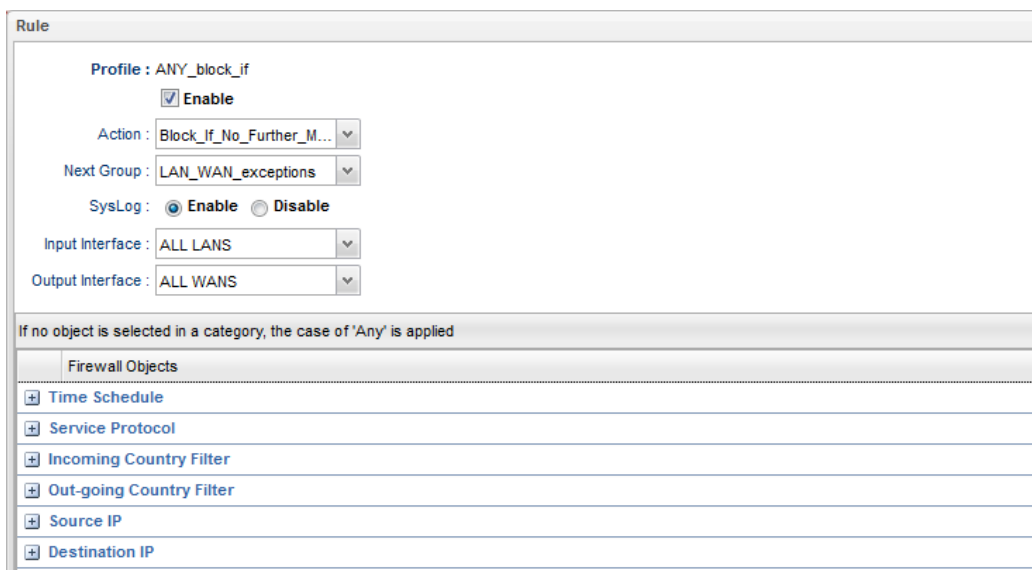 Rule
Profile : ANY_block_if
Enable
Action : Block_If_No_Further_M...
Next Group : LAN_WAN_exceptions
SysLog : Enable Disable
Input Interface : ALL LANS
Output Interface : ALL WANS
If no object is selected in a category, the case of 'Any' is applied
Firewall Objects
Time Schedule
Service Protocol
Incoming Country Filter
Out-going Country Filter
Source IP
Destination IP